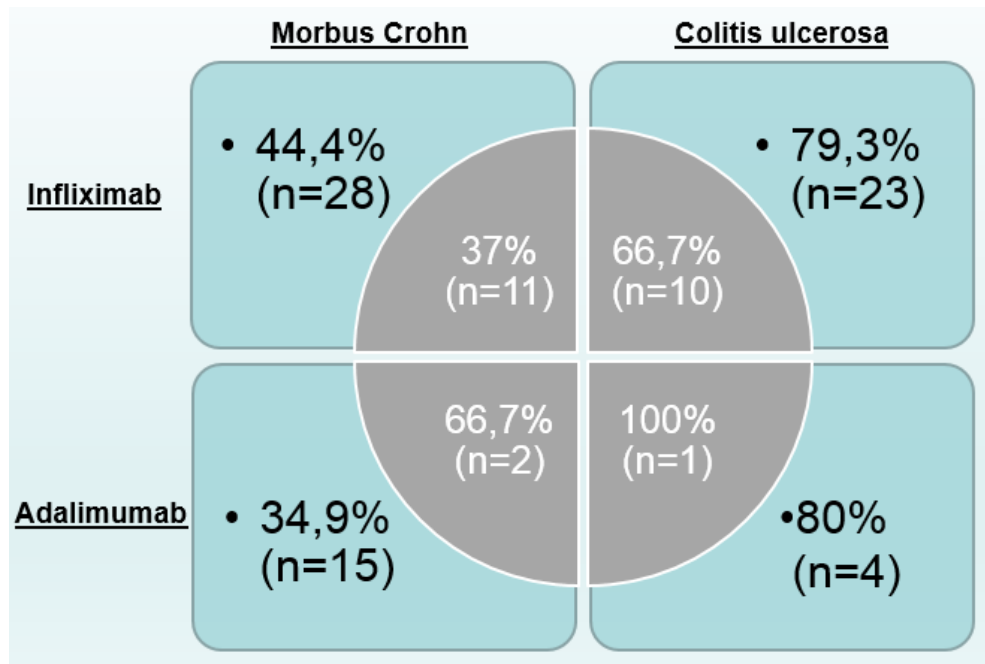 Morbus Crohn
Colitis ulcerosa
Infliximab
• 44,4%
(n=28)
• 79,3%
(n=23)
37%
(n=11)
66,7%
(n=10)
Adalimumab
66,7%
(n=2)
100%
(n=1)
• 34,9%
(n=15)
•80%
(n=4)